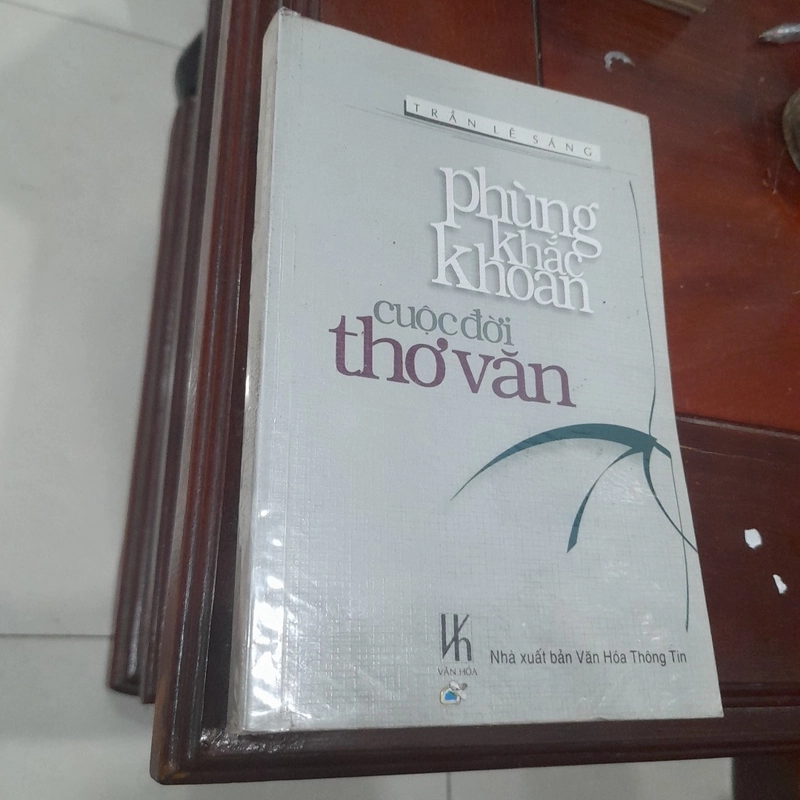 TRẦN LÊ SÁNG
phùng
khắc
khoan
cuộc đời
thơ văn
Vh
VĂN HÓA
Nhà xuất bản Văn Hóa Thông Tin